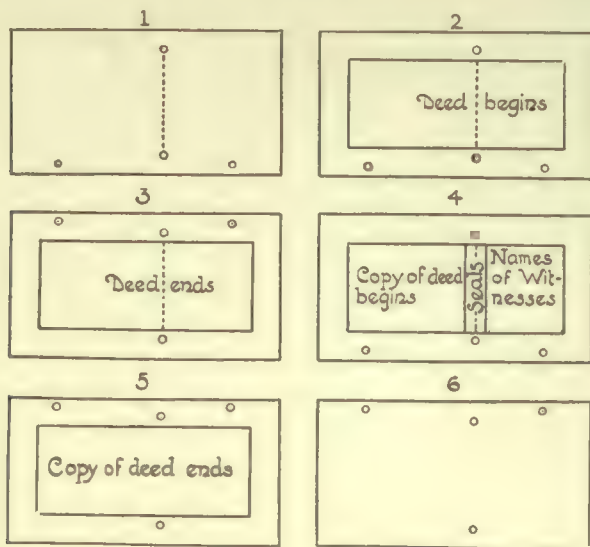 1
2
Deed begins
3
Deed ends
4
Copy of deed
begins
Seals
Names
of Wit-
nesses
5
Copy of deed ends
6